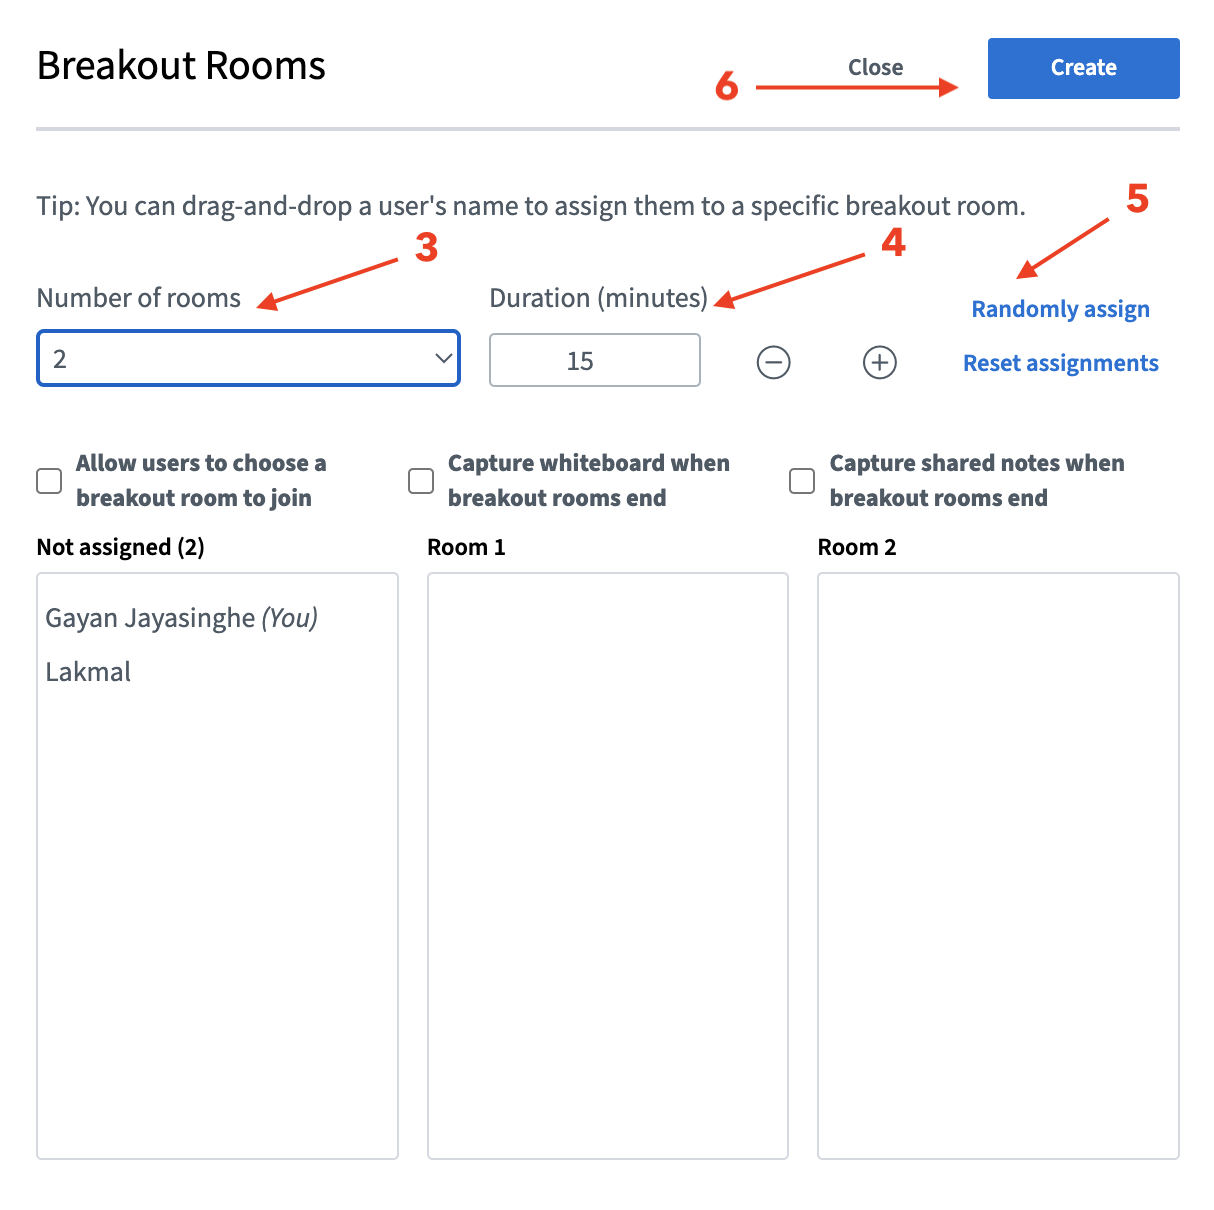 Breakout Rooms
Close
Create
6
Tip: You can drag-and-drop a user's name to assign them to a specific breakout room.
5
3
4
Number of rooms
Duration (minutes)
Randomly assign
2
15
Reset assignments
Allow users to choose a
breakout room to join
Capture whiteboard when
breakout rooms end
Capture shared notes when
breakout rooms end
Not assigned (2)
Room 1
Room 2
Gayan Jayasinghe (You)
Lakmal